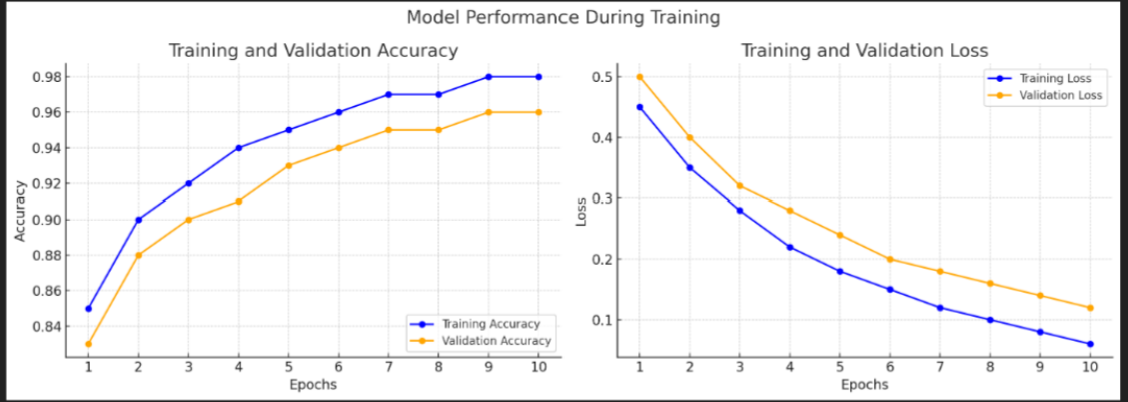 Model Performance During Training
Training and Validation Accuracy
0.98
0.96
0.94
0.92
0.90
0.88
0.86
0.84
Accuracy
Training Accuracy
Validation Accuracy
1 2 3 4 5 6 7 8 9 10
Epochs
Training and Validation Loss
0.5
0.4
0.3
0.2
0.1
Loss
Training Loss
Validation Loss
1 2 3 4 5 6 7 8 9 10
Epochs